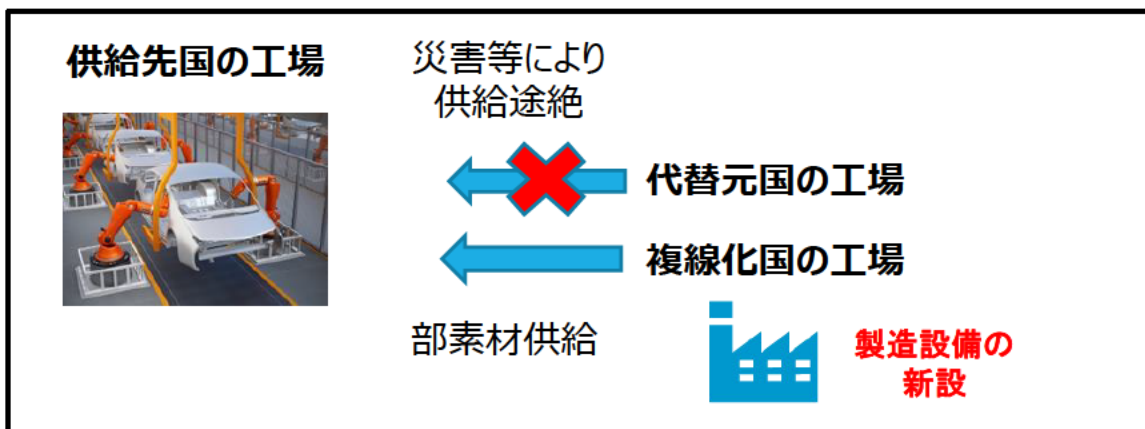 供給先国の工場
災害等により
供給途絶
代替元国の工場
複線化国の工場
部素材供給
製造設備の
新設